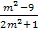 m² − 9
2m² + 1